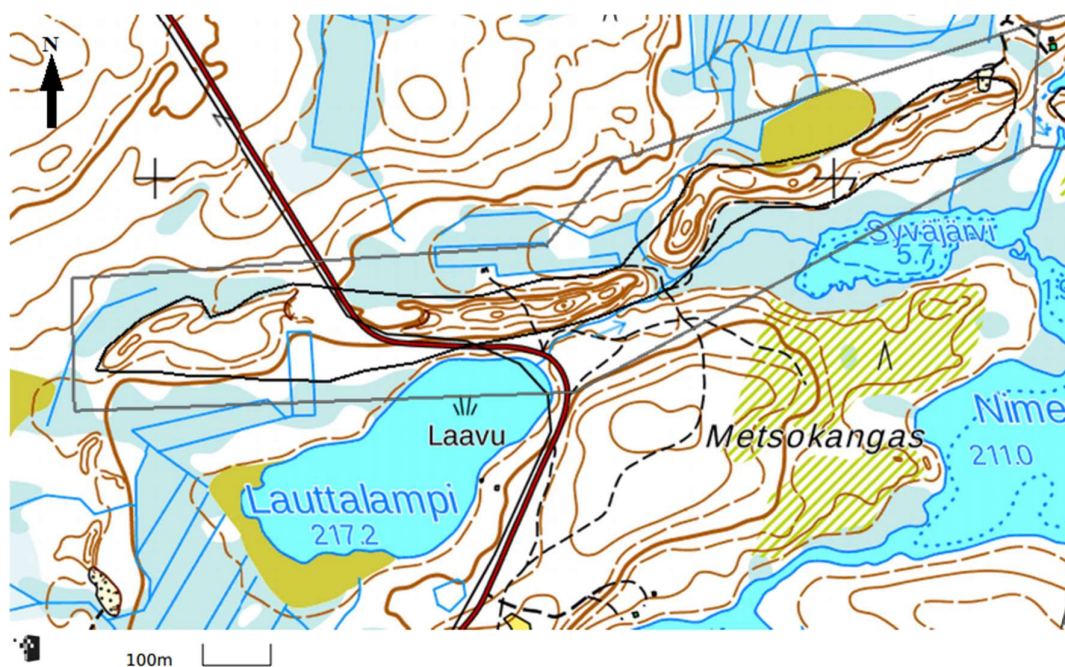 N
Syväjärvi
5.7
Nime
211.0
Metsokangas
Laavu
Lauttalampi
217.2
100m